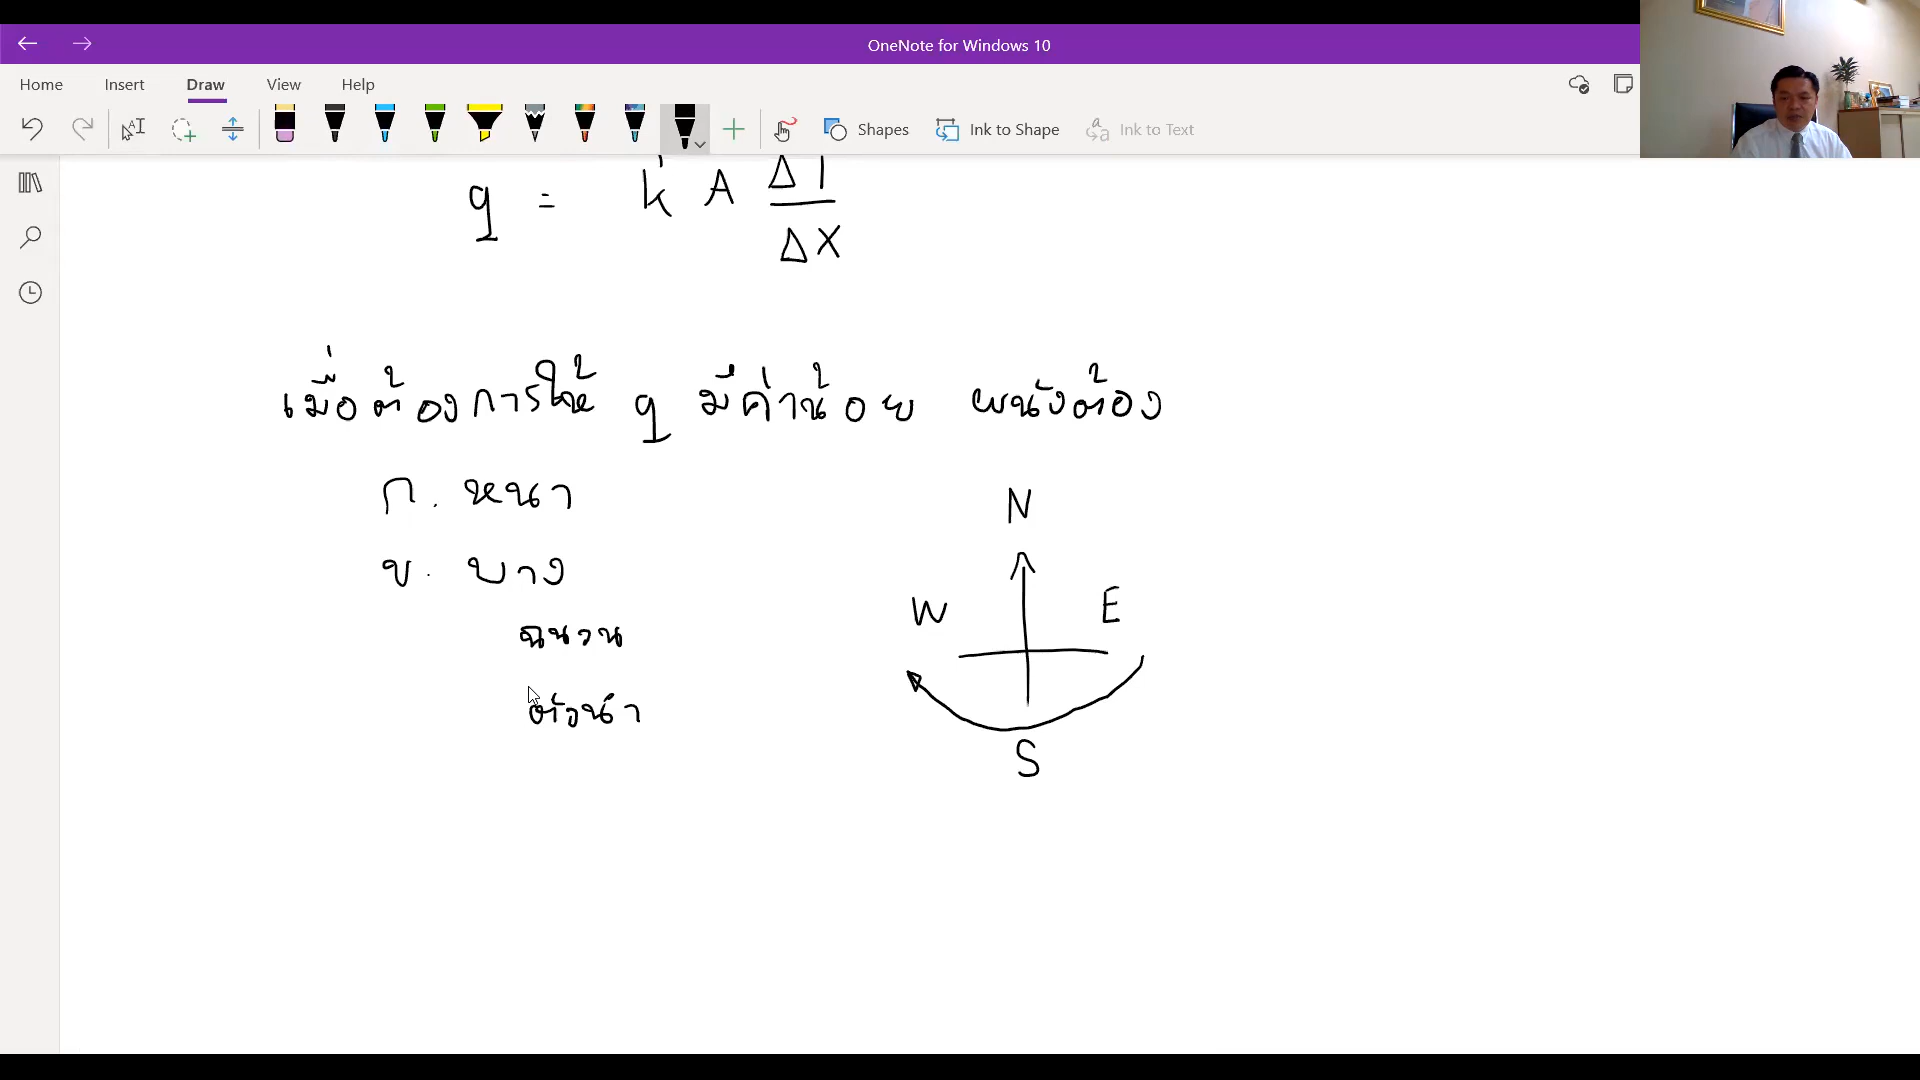 OneNote for Windows 10
Home Insert Draw View Help
Shapes Ink to Shape Ink to Text
q = k A ΔT
ΔX
เมื่อต้องการให้ q มีค่าน้อย ผนังต้อง
ก. หนา
ข. บาง
ฉนวน
ตัวนำ
N
W E
S